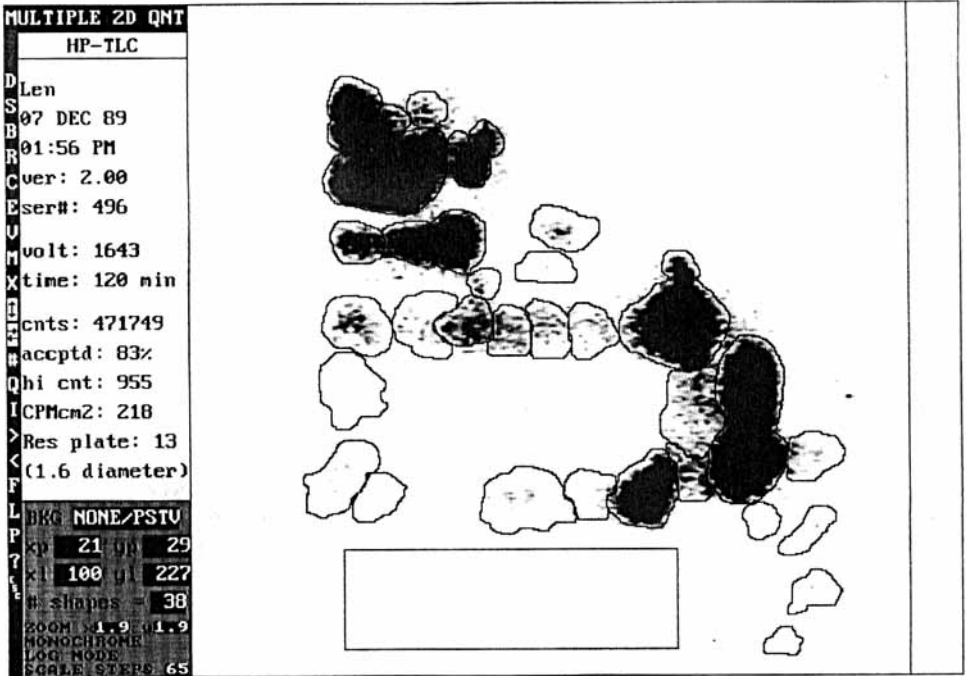 MULTIPLE 2D QNT
HP-TLC
Len
07 DEC 89
01:56 PM
ver: 2.00
ser#: 496
volt: 1643
time: 120 min
cnts: 471749
accptd: 83%
hi cnt: 955
CPMcm2: 218
Res plate: 13
(1.6 diameter)
D
S
B
R
C
E
V
M
X
#
Q
I
>
<
F
L
P
?
BKG NONE/PSTV
xp 21 yp 29
xl 100 yl 227
# shapes = 38
ZOOM x1.9 y1.9
MONOCHROME
LOG MODE
SCALE STEPS 65